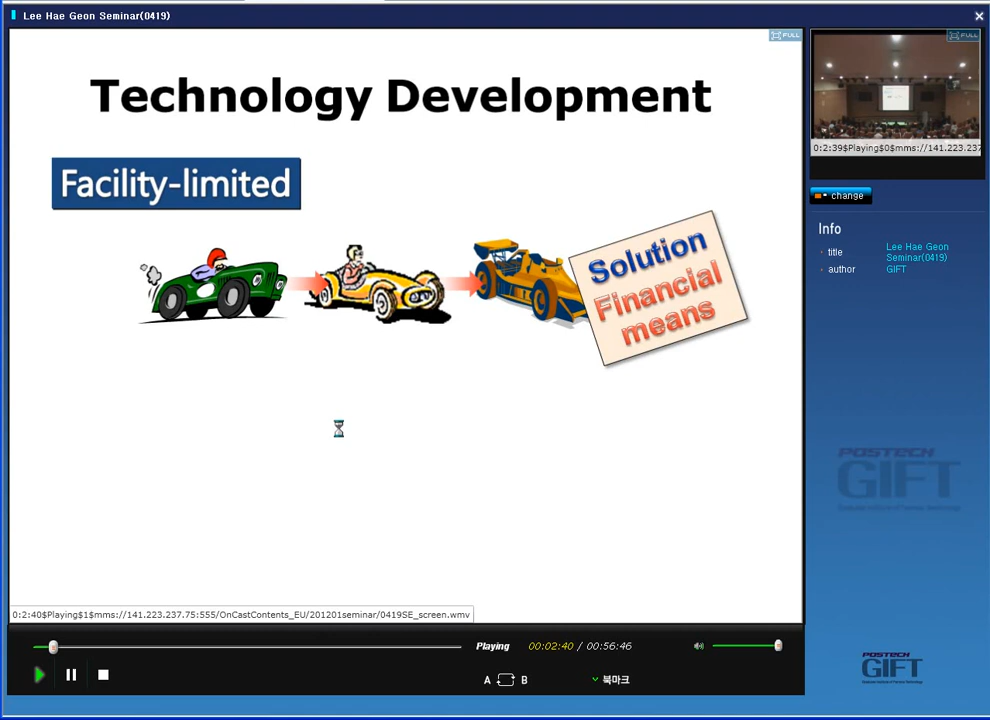 Lee Hae Geon Seminar(0419)
FULL
FULL
Technology Development
Facility-limited
Solution
Financial
means
0:2:39$Playing$0$mms://141.223.237
change
Info
title
Lee Hae Geon
Seminar(0419)
author
GIFT
POSTECH
GIFT
0:2:40$Playing$1$mms://141.223.237.75:555/OnCastContents_EU/201201seminar/0419SE_screen.wmv
Playing
00:02:40 / 00:56:46
A
B
북마크
POSTECH
GIFT